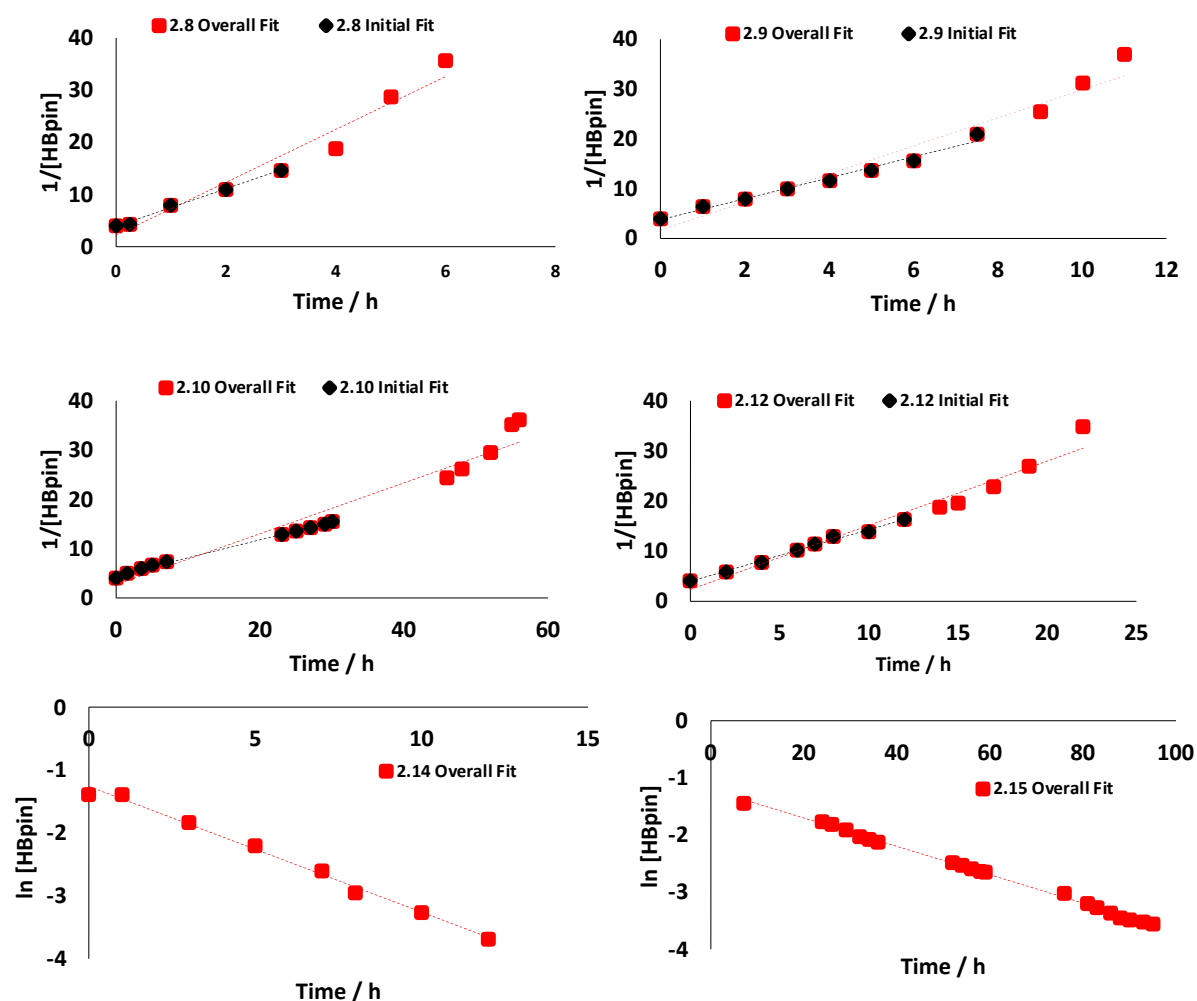 2.8 Overall Fit 2.8 Initial Fit
40
30
20
10
0
0 2 4 6 8
1/[HBpin]
Time / h
2.9 Overall Fit 2.9 Initial Fit
40
30
20
10
0
0 2 4 6 8 10 12
1/[HBpin]
Time / h
2.10 Overall Fit 2.10 Initial Fit
40
30
20
10
0
0 20 40 60
1/[HBpin]
Time / h
2.12 Overall Fit 2.12 Initial Fit
40
30
20
10
0
0 5 10 15 20 25
1/[HBpin]
Time / h
0
0 5 10 15
-1
-2
-3
-4
2.14 Overall Fit
ln [HBpin]
Time / h
0
0 20 40 60 80 100
-1
-2
-3
-4
2.15 Overall Fit
ln [HBpin]
Time / h